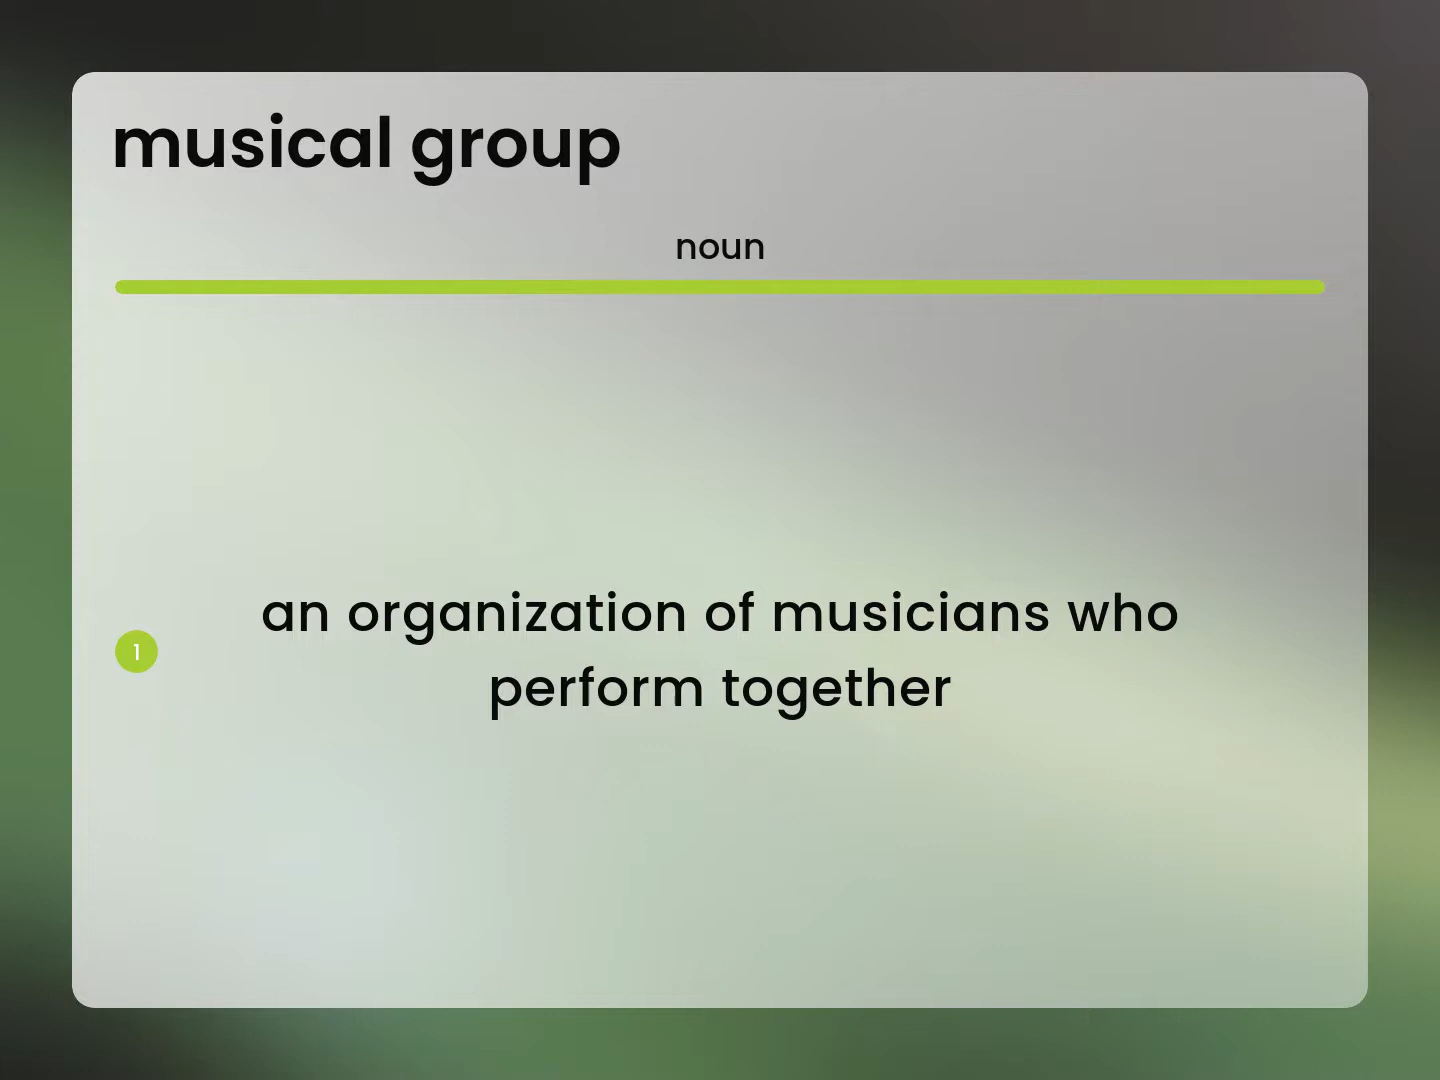 musical group
noun
1
an organization of musicians who
perform together